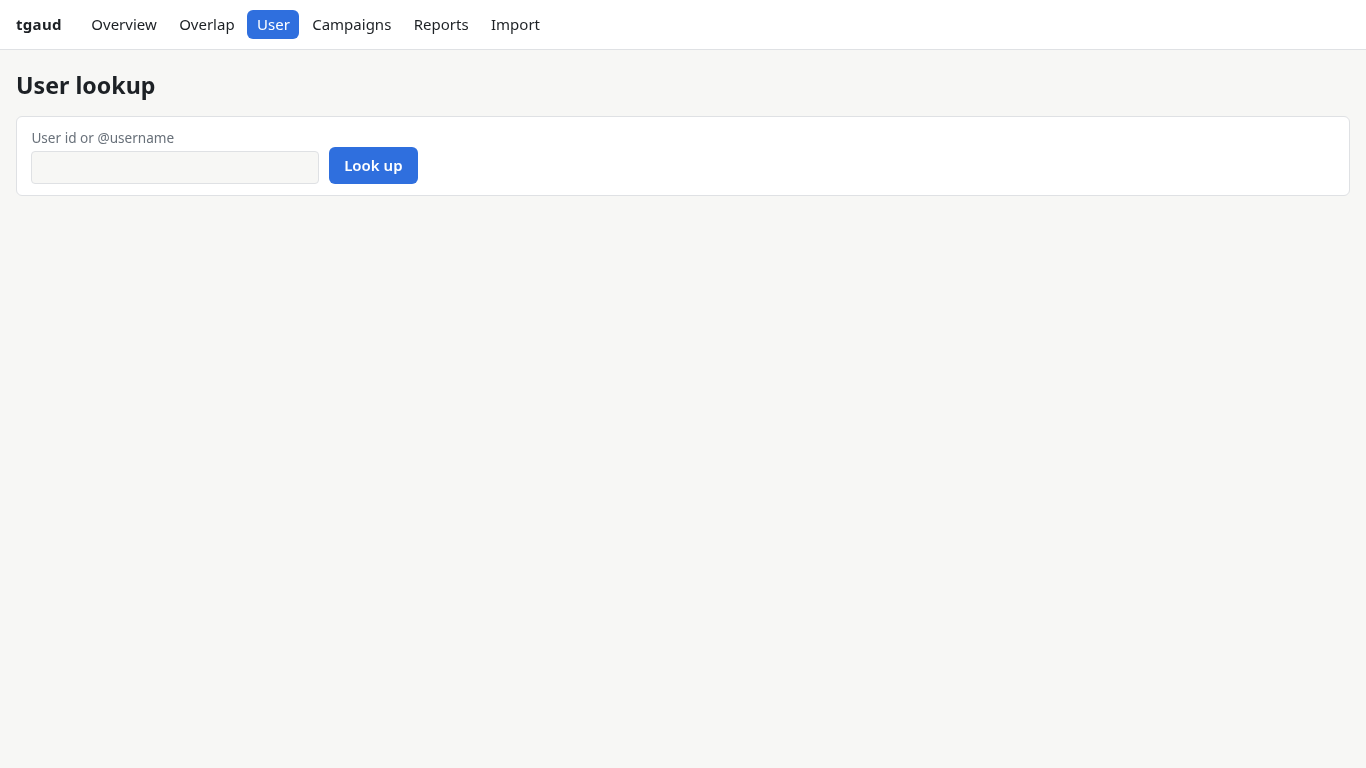 tgaud Overview Overlap User Campaigns Reports Import
User lookup
User id or @username
Look up